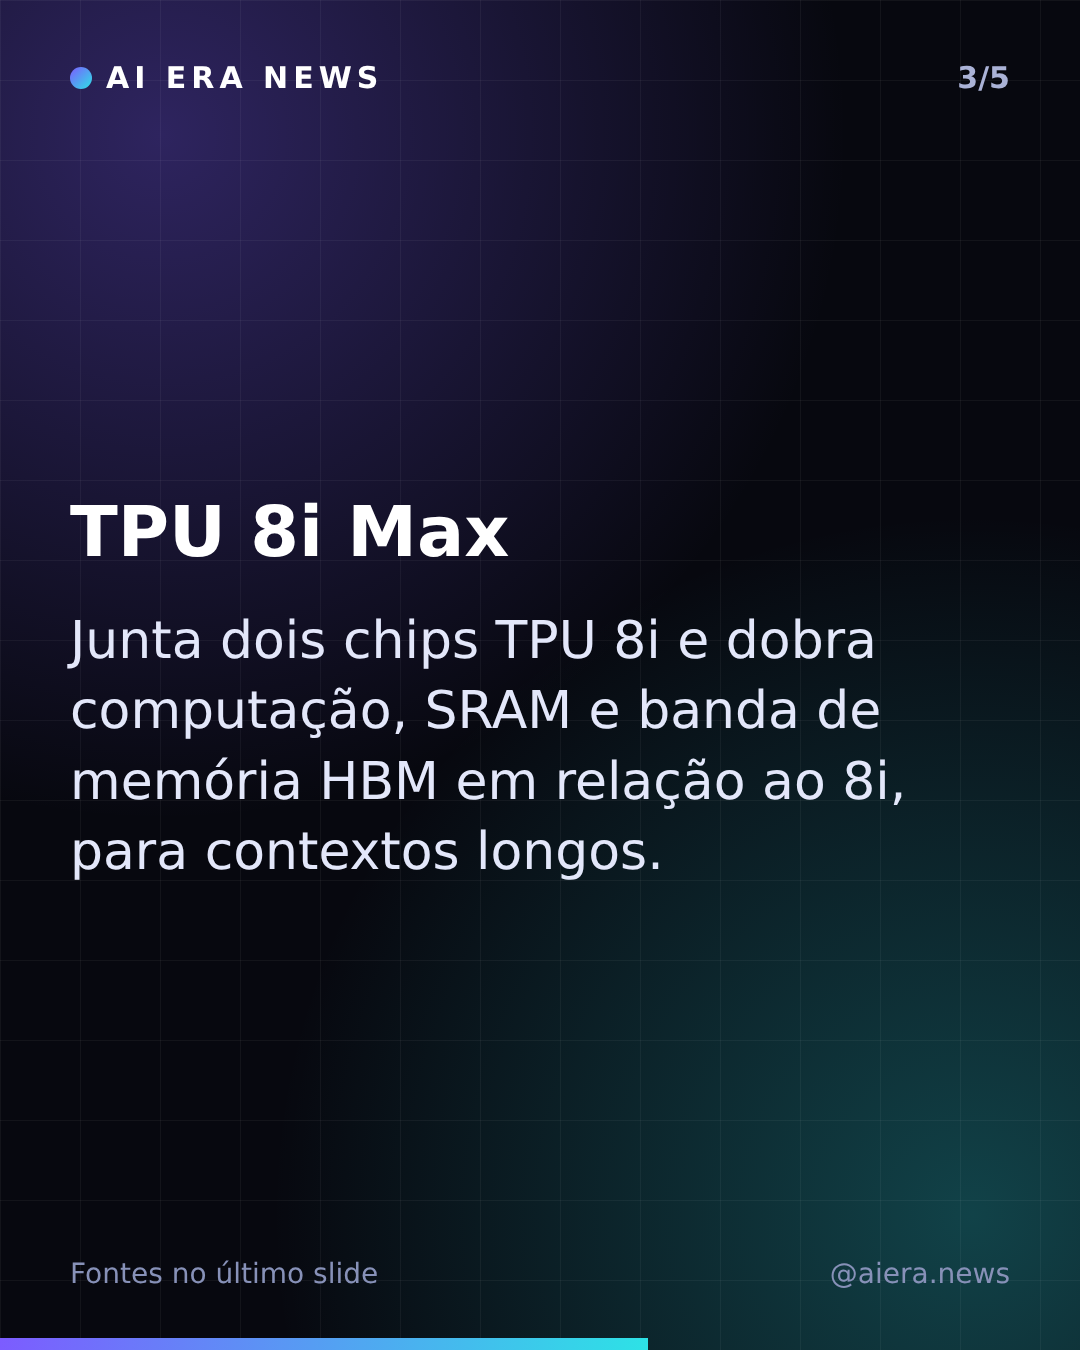 AI ERA NEWS
3/5
TPU 8i Max
Junta dois chips TPU 8i e dobra
computação, SRAM e banda de
memória HBM em relação ao 8i,
para contextos longos.
Fontes no último slide
@aiera.news